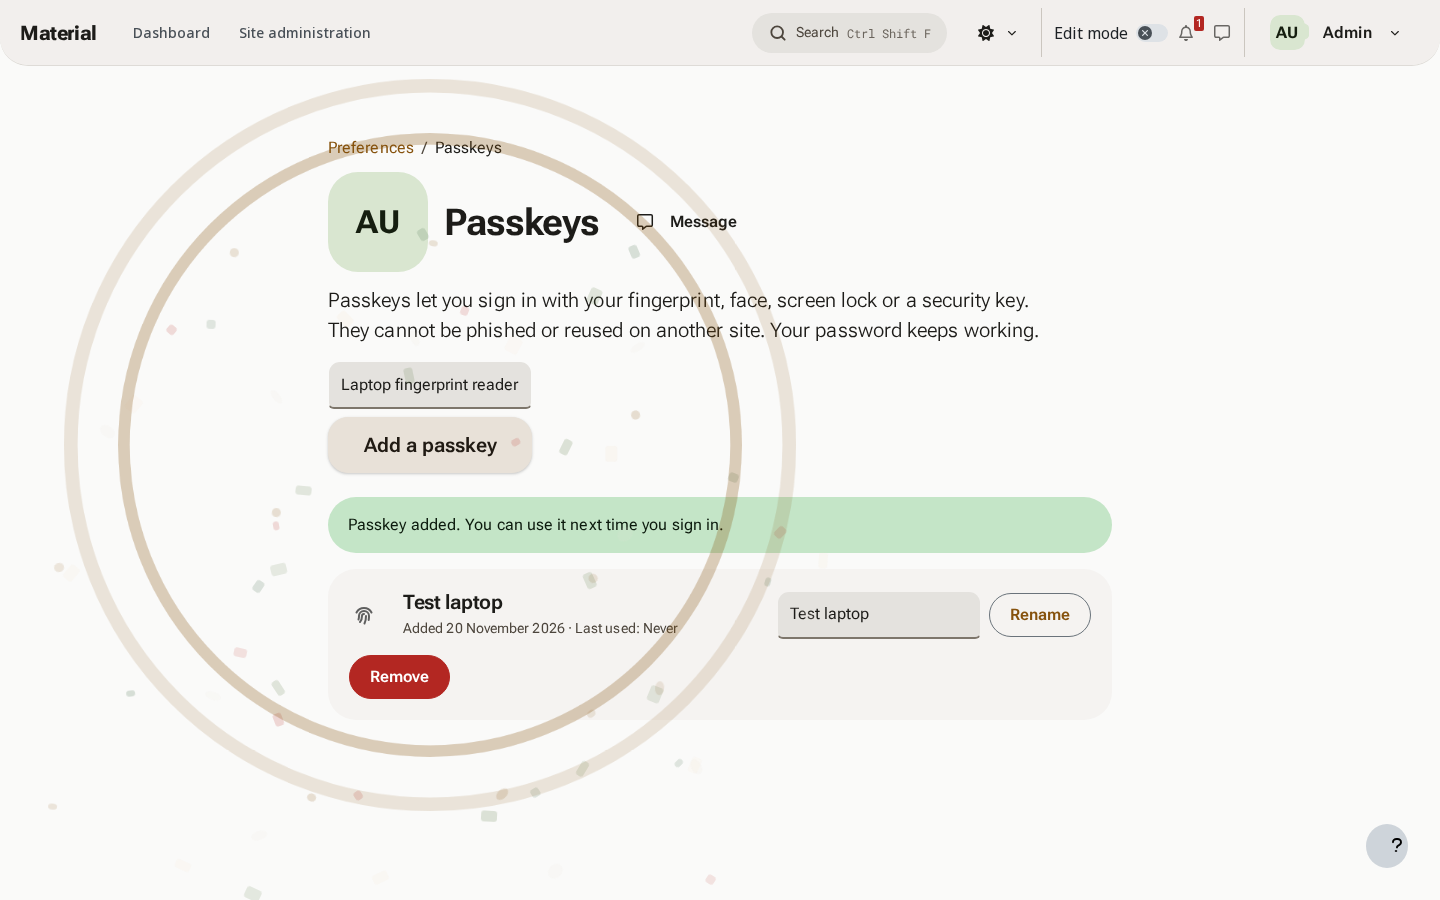 Material
Dashboard
Site administration
Search Ctrl Shift F
Edit mode
1
AU
Admin
Preferences / Passkeys
AU
Passkeys
Message
Passkeys let you sign in with your fingerprint, face, screen lock or a security key.
They cannot be phished or reused on another site. Your password keeps working.
Laptop fingerprint reader
Add a passkey
Passkey added. You can use it next time you sign in.
Test laptop
Added 20 November 2026 · Last used: Never
Test laptop
Rename
Remove
?